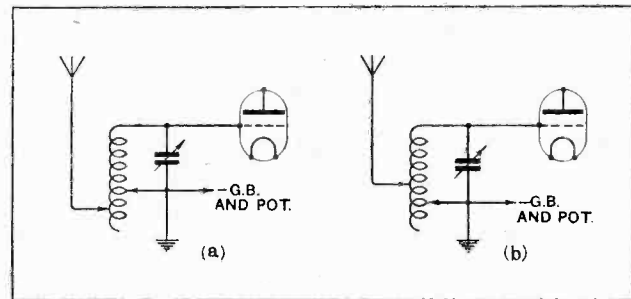 –G.B.
AND POT.
(a)
–G.B.
AND POT.
(b)